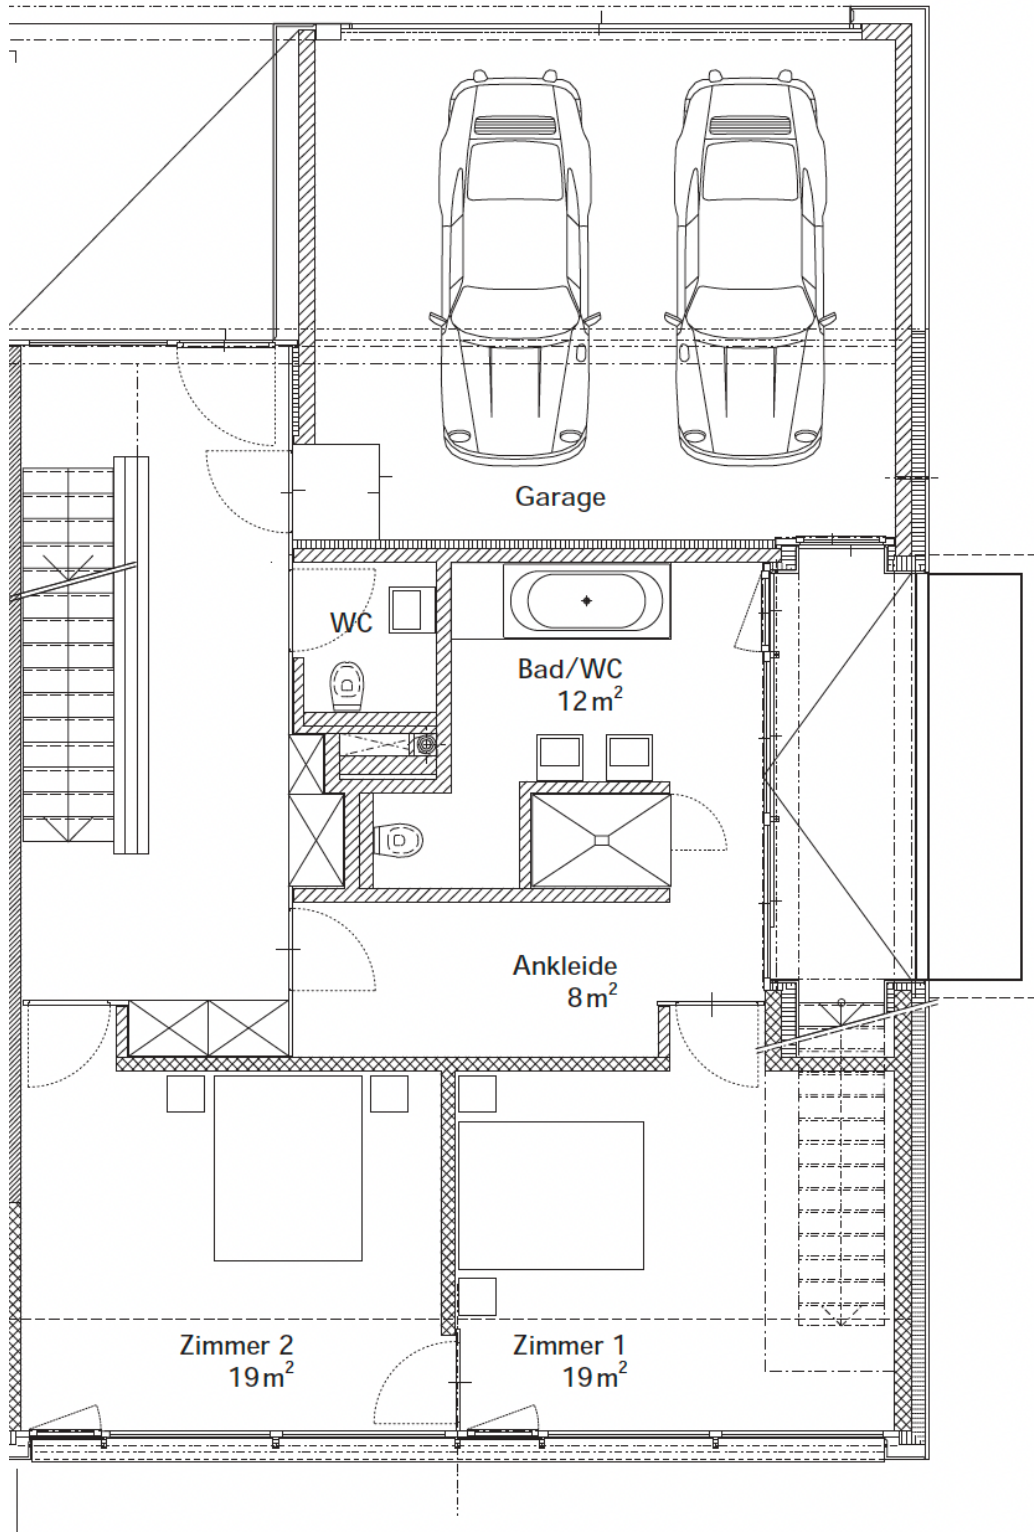 Garage
WC
Bad/WC
12 m²
Ankleide
8 m²
Zimmer 2
19 m²
Zimmer 1
19 m²